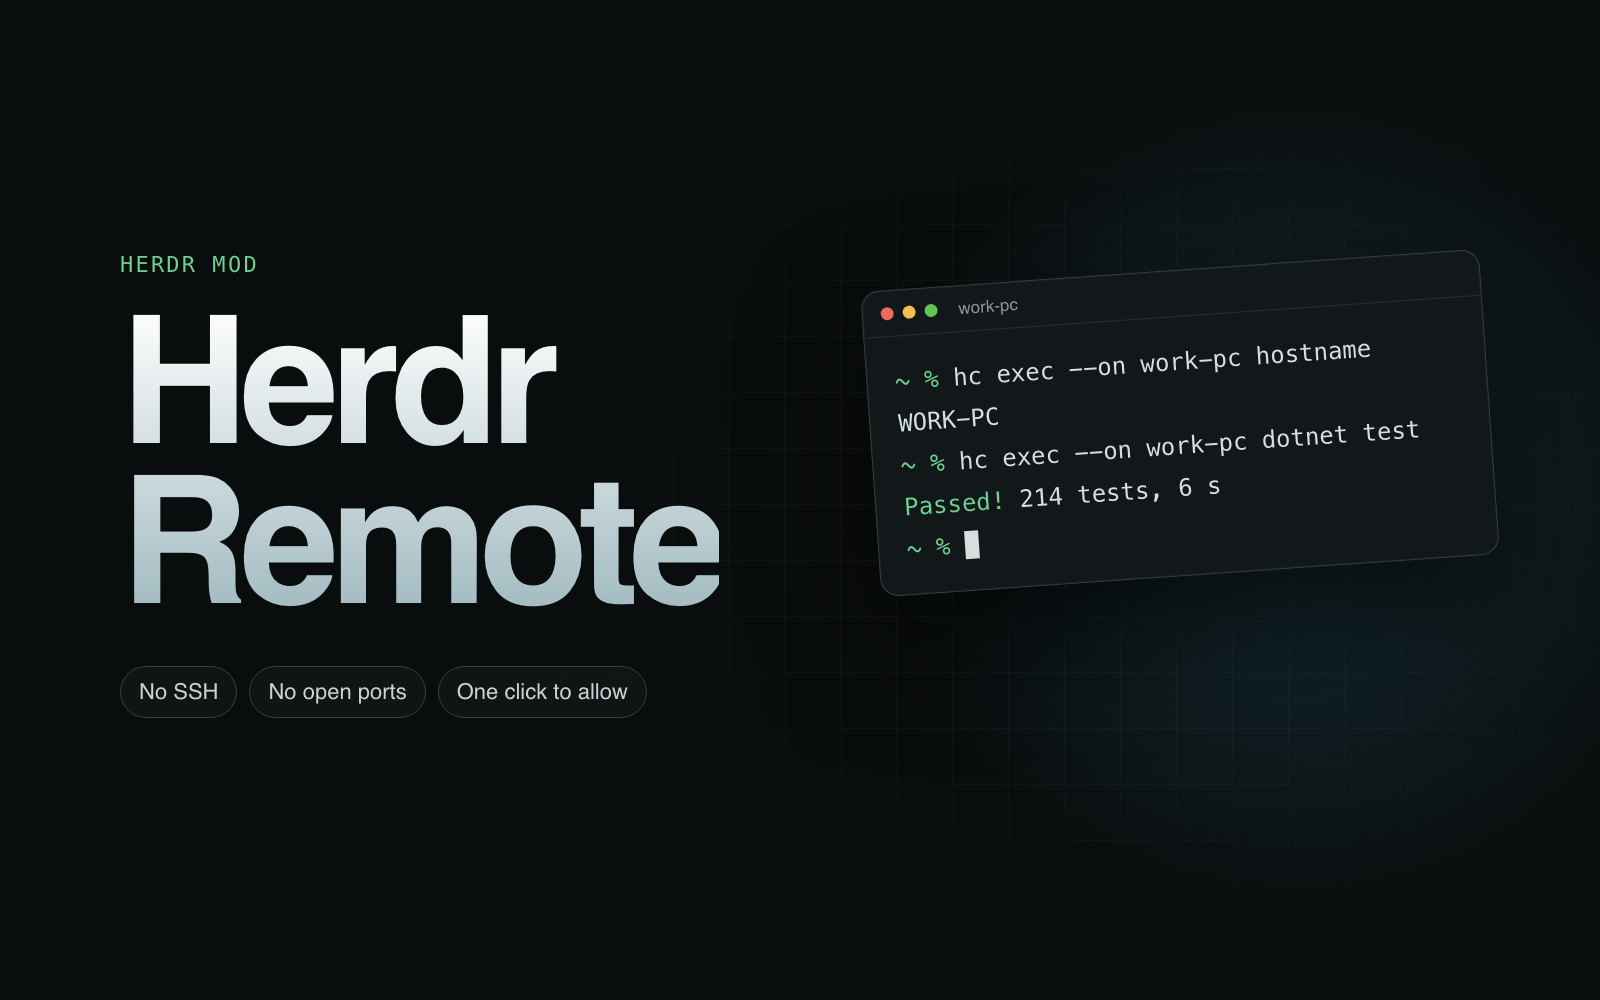 HERDR MOD
Herdr
Remote
No SSH
No open ports
One click to allow
work-pc
~ % hc exec --on work-pc hostname
WORK-PC
~ % hc exec --on work-pc dotnet test
Passed! 214 tests, 6 s
~ %